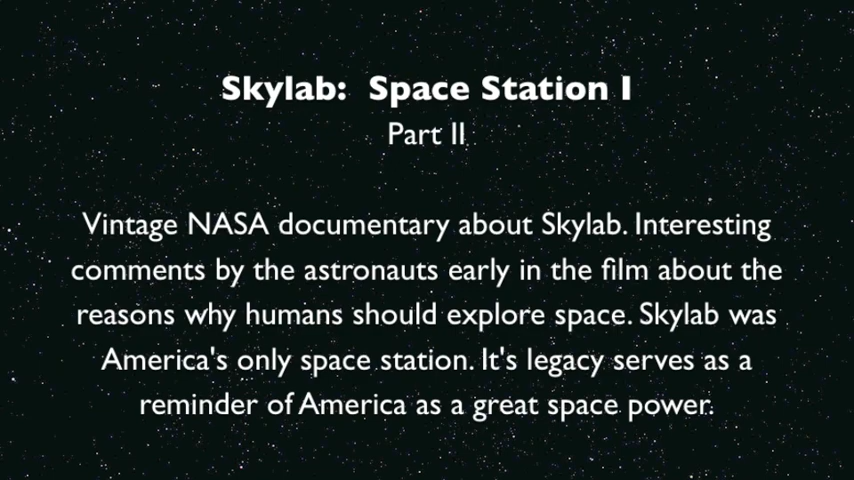 Skylab: Space Station I
Part II
Vintage NASA documentary about Skylab. Interesting
comments by the astronauts early in the film about the
reasons why humans should explore space. Skylab was
America's only space station. It's legacy serves as a
reminder of America as a great space power.